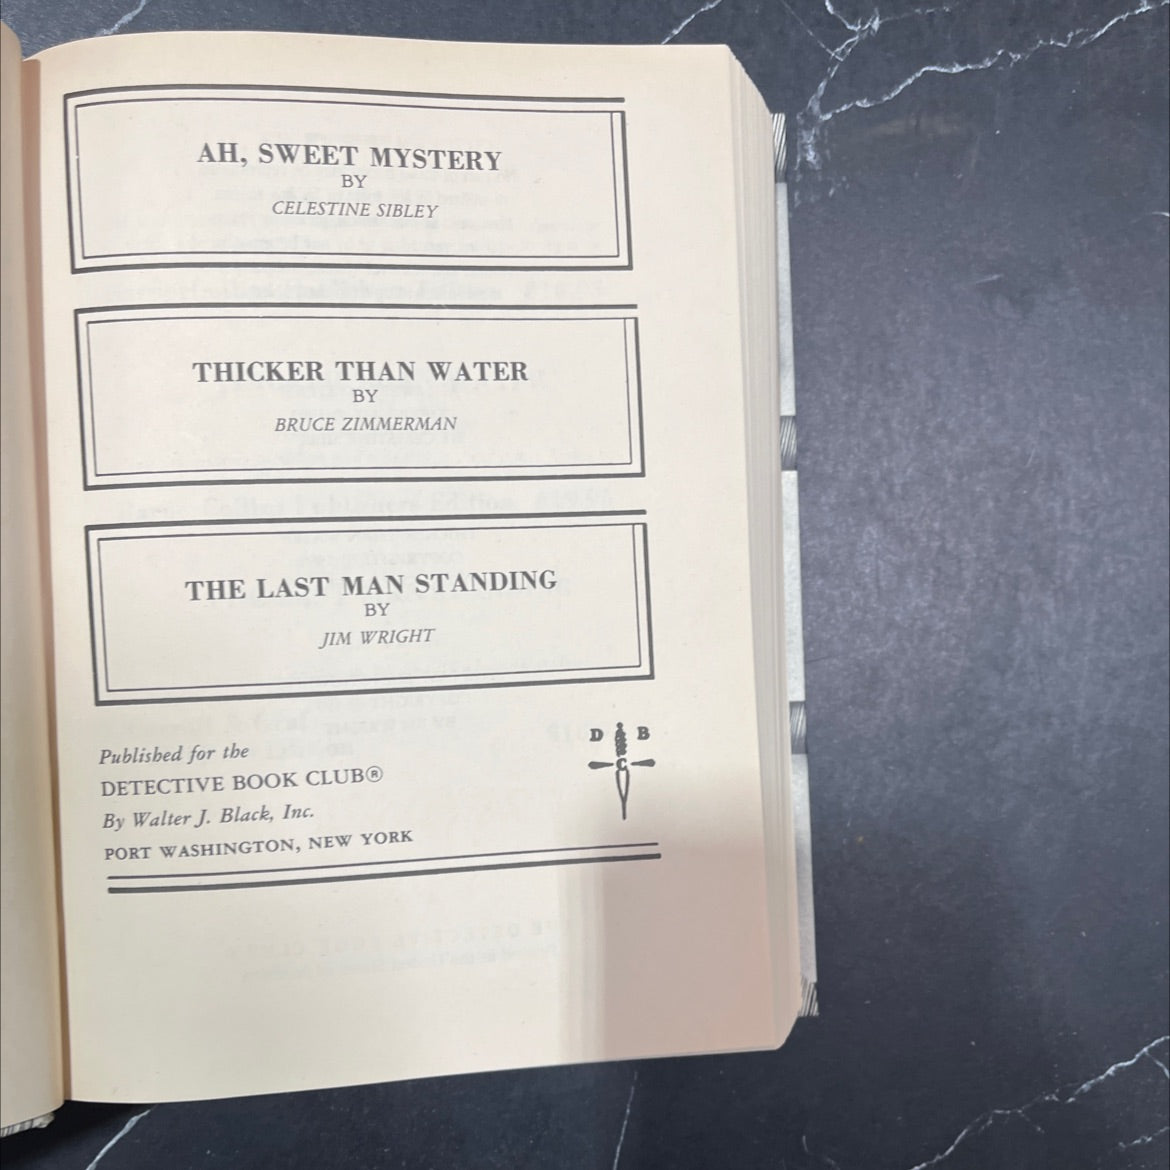 AH, SWEET MYSTERY
BY
CELESTINE SIBLEY
THICKER THAN WATER
BY
BRUCE ZIMMERMAN
THE LAST MAN STANDING
BY
JIM WRIGHT
Published for the
DETECTIVE BOOK CLUB®
By Walter J. Black, Inc.
PORT WASHINGTON, NEW YORK
D B
C